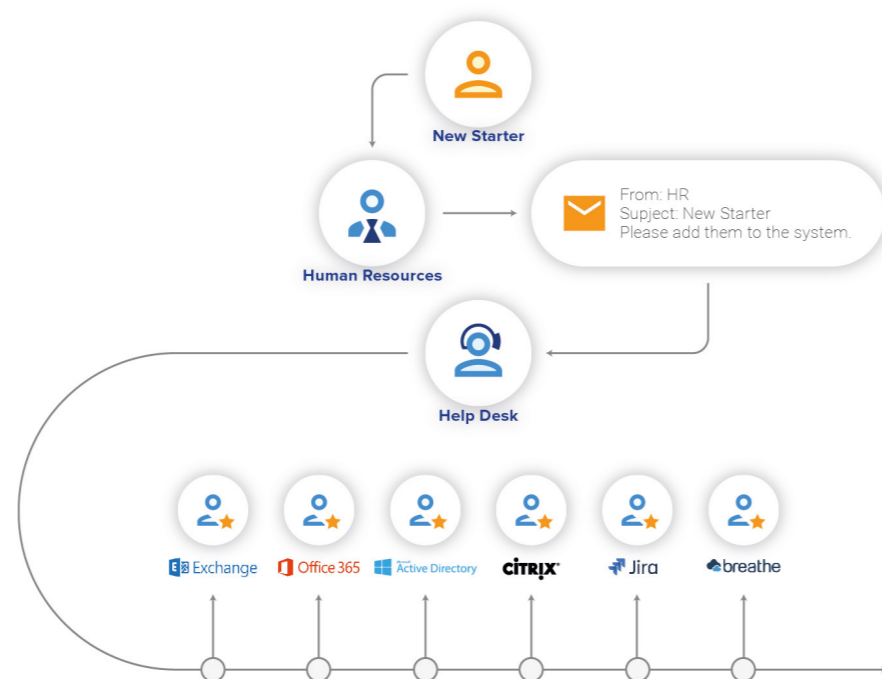 New Starter
From: HR
Supject: New Starter
Please add them to the system.
Human Resources
Help Desk
Exchange
Office 365
Microsoft
Active Directory
CITRIX
Jira
breathe